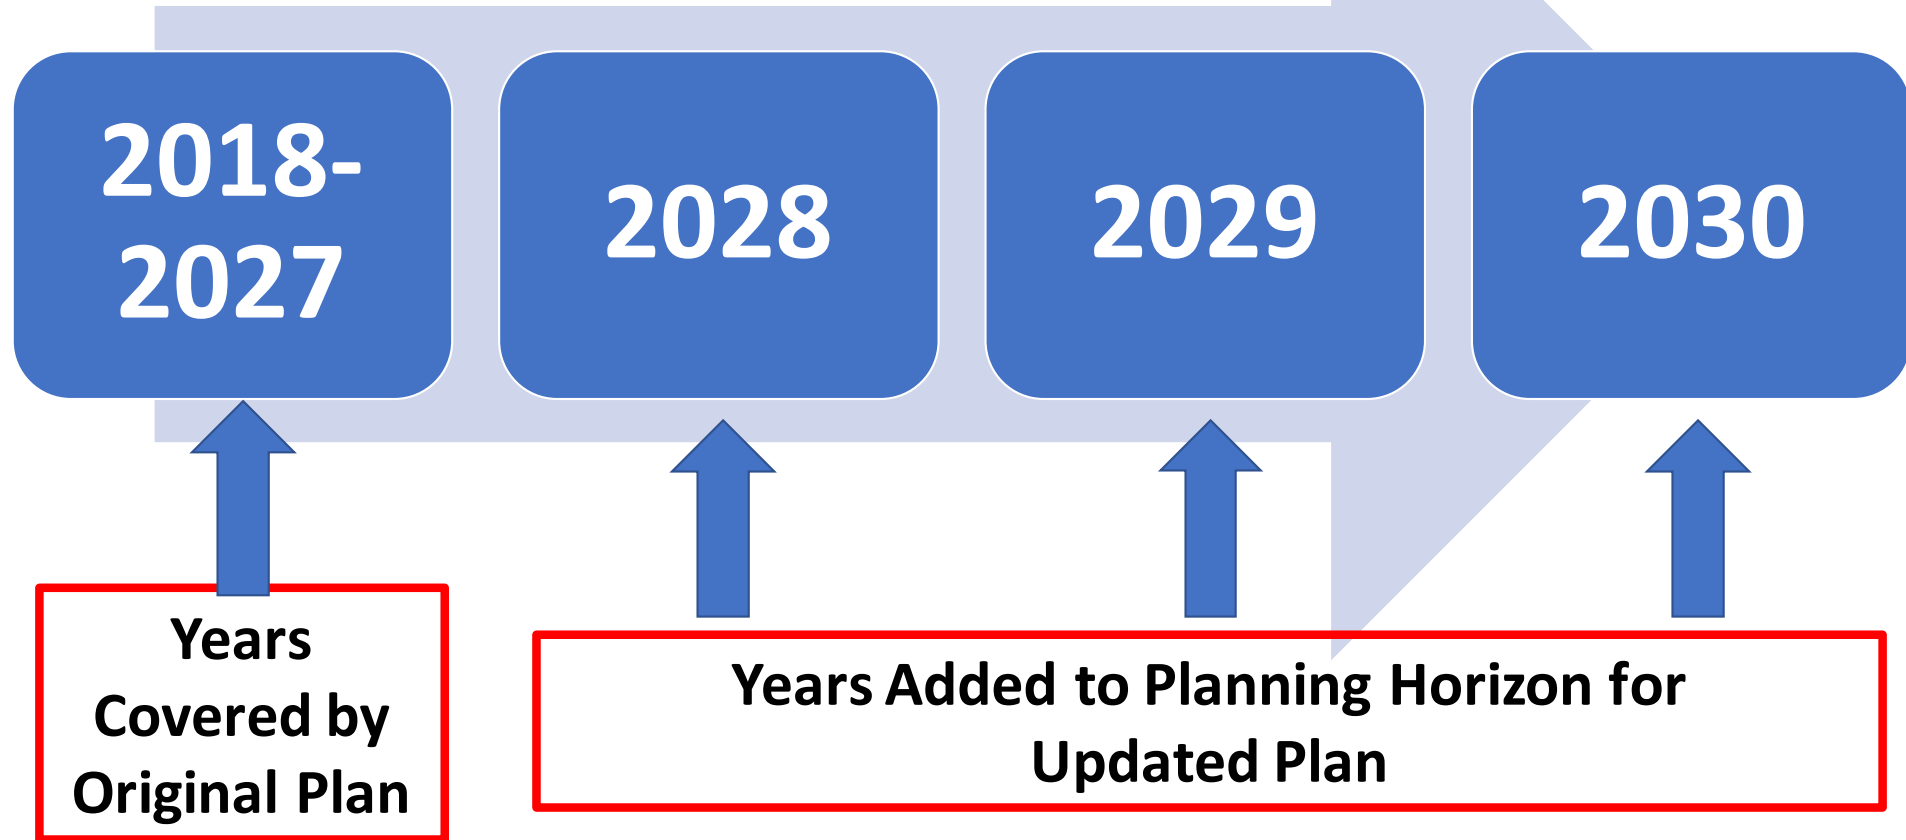 2018-
2027
2028
2029
2030
Years
Covered by
Original Plan
Years Added to Planning Horizon for
Updated Plan